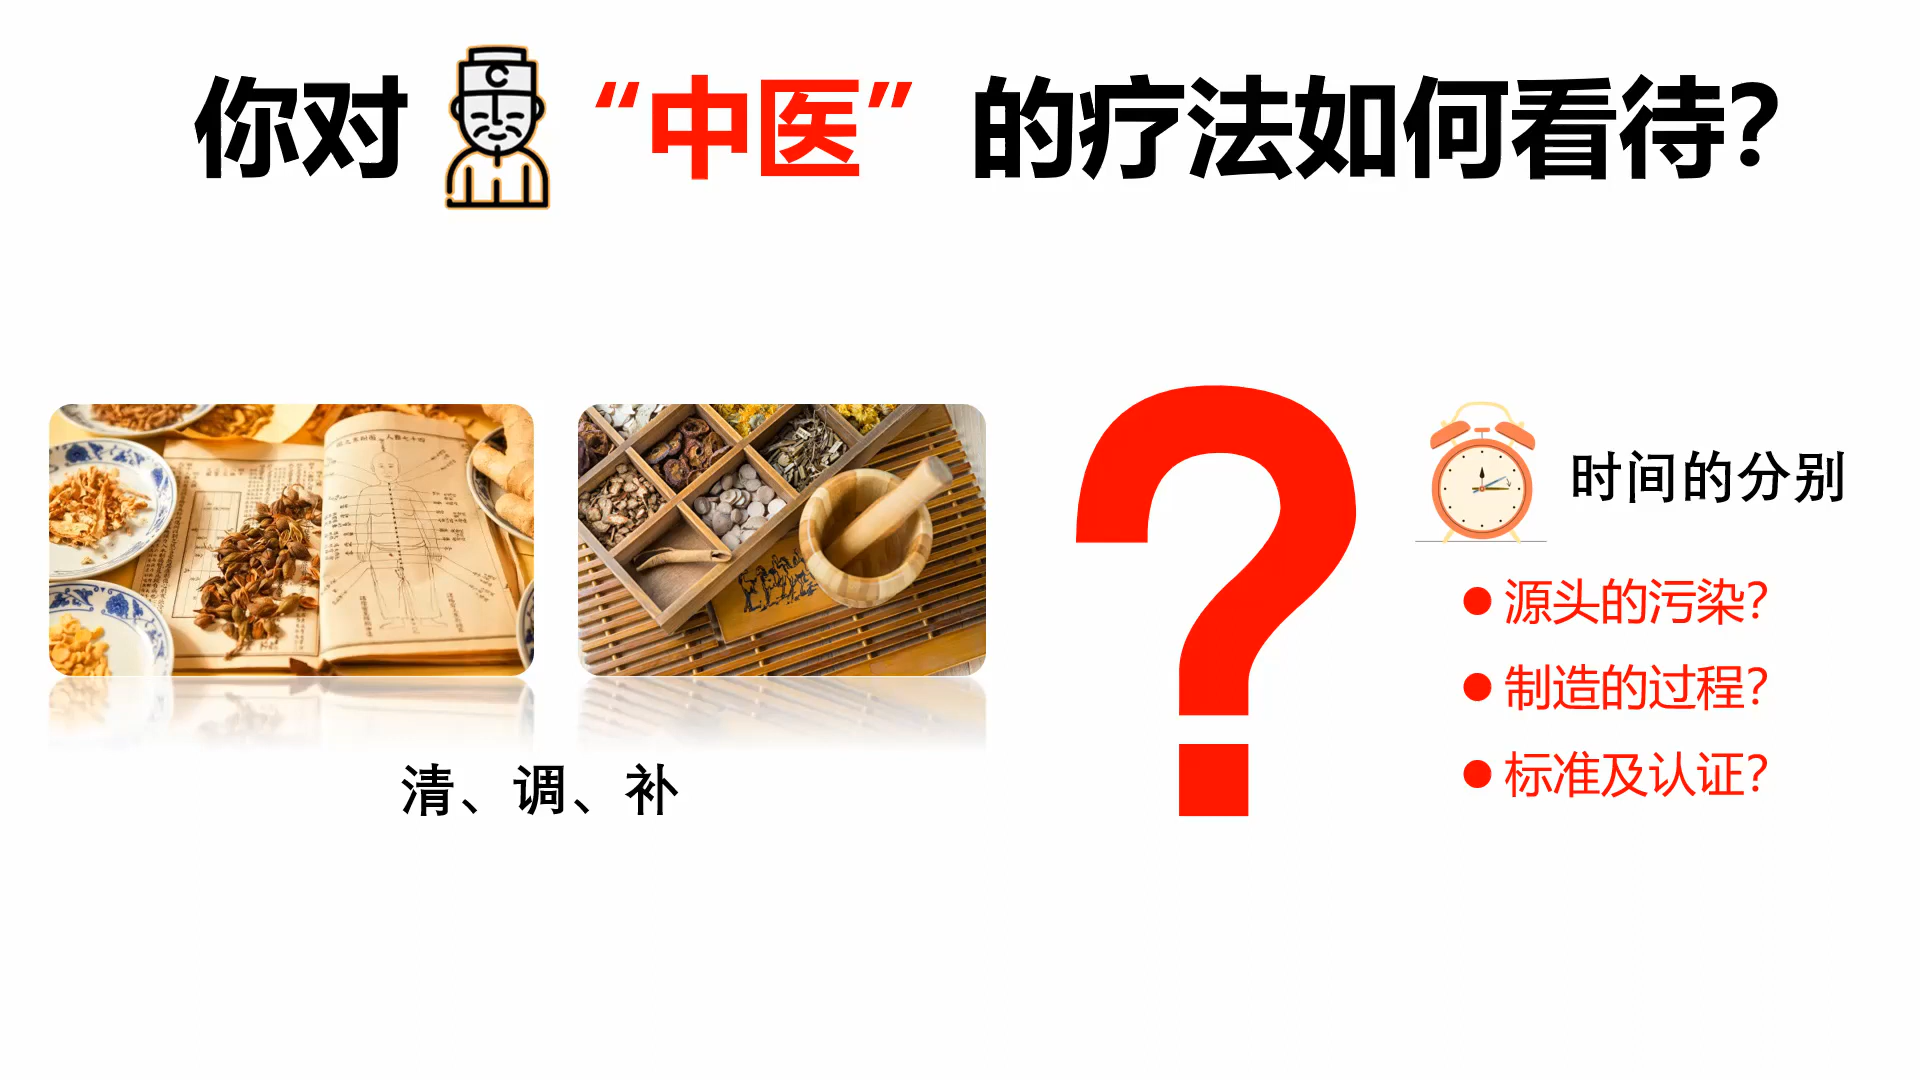 你对 “中医” 的疗法如何看待?
清、调、补
时间的分别
● 源头的污染?
● 制造的过程?
● 标准及认证?